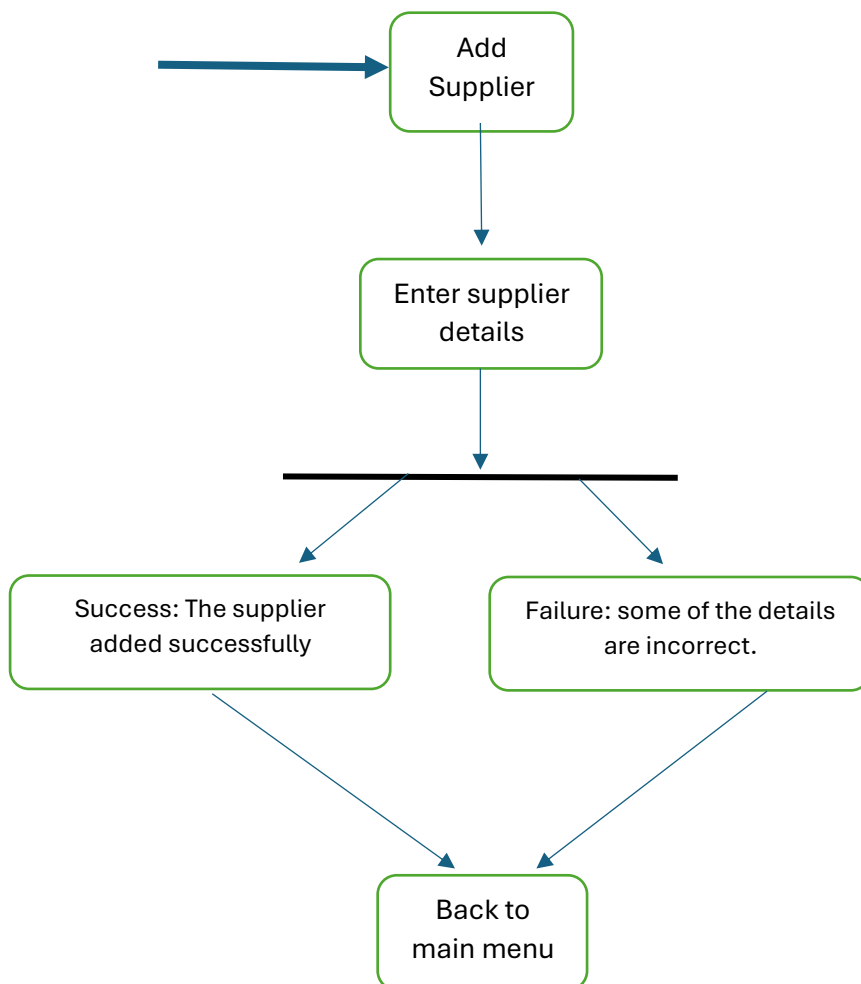 Add
Supplier
Enter supplier
details
Success: The supplier
added successfully
Failure: some of the details
are incorrect.
Back to
main menu